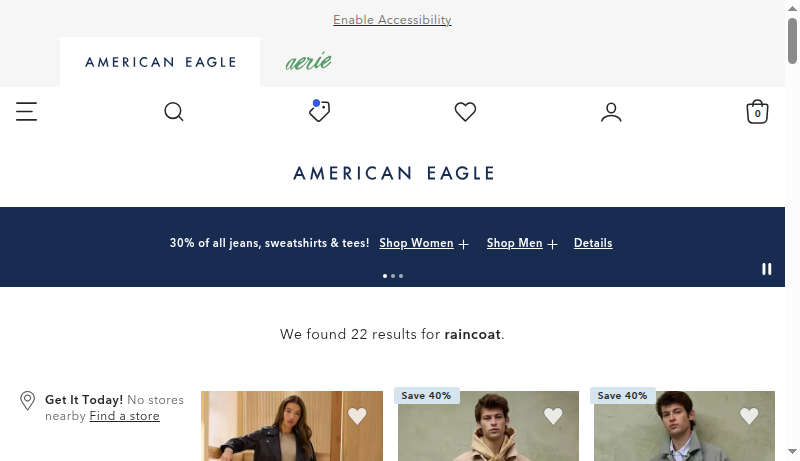 Enable Accessibility
AMERICAN EAGLE
aerie
0
AMERICAN EAGLE
30% of all jeans, sweatshirts & tees! Shop Women + Shop Men + Details
We found 22 results for raincoat.
Get It Today! No stores
nearby Find a store
Save 40%
Save 40%